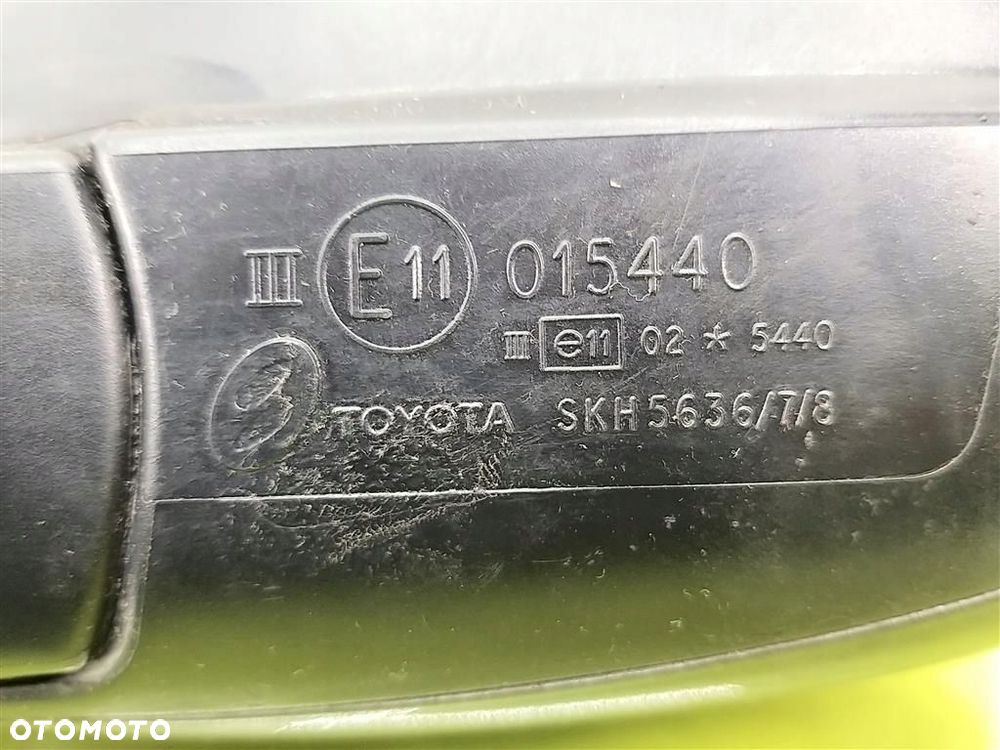 III E11 015440
III e11 02 * 5440
TOYOTA SKH5636/7/8
OTOMOTO